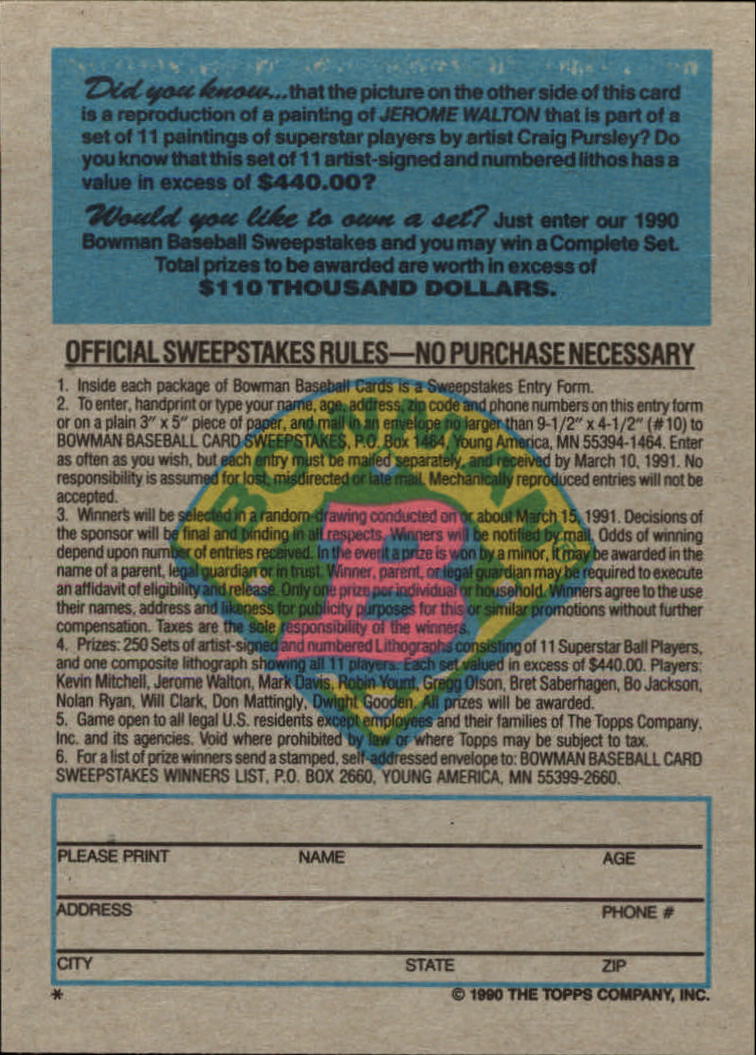 Did you know...that the picture on the other side of this card
is a reproduction of a painting of JEROME WALTON that is part of a
set of 11 paintings of superstar players by artist Craig Pursley? Do
you know that this set of 11 artist-signed and numbered lithos has a
value in excess of $440.00?
Would you like to own a set? Just enter our 1990
Bowman Baseball Sweepstakes and you may win a Complete Set.
Total prizes to be awarded are worth in excess of
$110 THOUSAND DOLLARS.
OFFICIAL SWEEPSTAKES RULES—NO PURCHASE NECESSARY
1. Inside each package of Bowman Baseball Cards is a Sweepstakes Entry Form.
2. To enter, handprint or type your name, age, address, zip code and phone numbers on this entry form
or on a plain 3" x 5" piece of paper, and mail in an envelope no larger than 9-1/2" x 4-1/2" (#10) to
BOWMAN BASEBALL CARD SWEEPSTAKES, P.O. Box 1464, Young America, MN 55394-1464. Enter
as often as you wish, but each entry must be mailed separately, and received by March 10, 1991. No
responsibility is assumed for lost, misdirected or late mail. Mechanically reproduced entries will not be
accepted.
3. Winners will be selected in a random drawing conducted on or about March 15, 1991. Decisions of
the sponsor will be final and binding in all respects. Winners will be notified by mail. Odds of winning
depend upon number of entries received. In the event a prize is won by a minor, it may be awarded in the
name of a parent, legal guardian or in trust. Winner, parent, or legal guardian may be required to execute
an affidavit of eligibility and release. Only one prize per individual or household. Winners agree to the use
their names, address and likeness for publicity purposes for this or similar promotions without further
compensation. Taxes are the sole responsibility of the winners.
4. Prizes: 250 Sets of artist-signed and numbered Lithographs consisting of 11 Superstar Ball Players,
and one composite lithograph showing all 11 players. Each set valued in excess of $440.00. Players:
Kevin Mitchell, Jerome Walton, Mark Davis, Robin Yount, Gregg Olson, Bret Saberhagen, Bo Jackson,
Nolan Ryan, Will Clark, Don Mattingly, Dwight Gooden. All prizes will be awarded.
5. Game open to all legal U.S. residents except employees and their families of The Topps Company,
Inc. and its agencies. Void where prohibited by law or where Topps may be subject to tax.
6. For a list of prize winners send a stamped, self-addressed envelope to: BOWMAN BASEBALL CARD
SWEEPSTAKES WINNERS LIST, P.O. BOX 2660, YOUNG AMERICA, MN 55399-2660.
BOWMAN
B
PLEASE PRINT NAME AGE
ADDRESS PHONE #
CITY STATE ZIP
* © 1990 THE TOPPS COMPANY, INC.